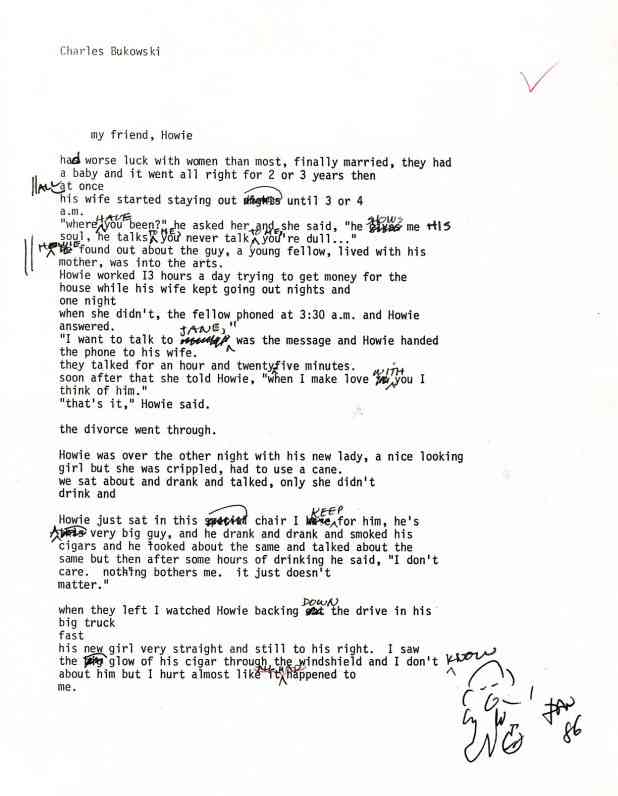 Charles Bukowski
my friend, Howie
had worse luck with women than most, finally married, they had
a baby and it went all right for 2 or 3 years then
ALL at once
his wife started staying out until 3 or 4
a.m.
"where HAVE you been?" he asked her and she said, "he SHOWS me HIS
soul, he talks TO ME. you never talk TO ME, you're dull..."
HOWIE found out about the guy, a young fellow, lived with his
mother, was into the arts.
Howie worked I3 hours a day trying to get money for the
house while his wife kept going out nights and
one night
when she didn't, the fellow phoned at 3:30 a.m. and Howie
answered.
"I want to talk to JANE," was the message and Howie handed
the phone to his wife.
they talked for an hour and twenty five minutes.
soon after that she told Howie, "when I make love WITH you I
think of him."
"that's it," Howie said.
the divorce went through.
Howie was over the other night with his new lady, a nice looking
girl but she was crippled, had to use a cane.
we sat about and drank and talked, only she didn't
drink and
Howie just sat in this chair I KEEP for him, he's
A very big guy, and he drank and drank and smoked his
cigars and he looked about the same and talked about the
same but then after some hours of drinking he said, "I don't
care. nothing bothers me. it just doesn't
matter."
when they left I watched Howie backing DOWN the drive in his
big truck
fast
his new girl very straight and still to his right. I saw
the glow of his cigar through the windshield and I don't KNOW
about him but I hurt almost like it ALL HAD happened to
me.
JAN
86